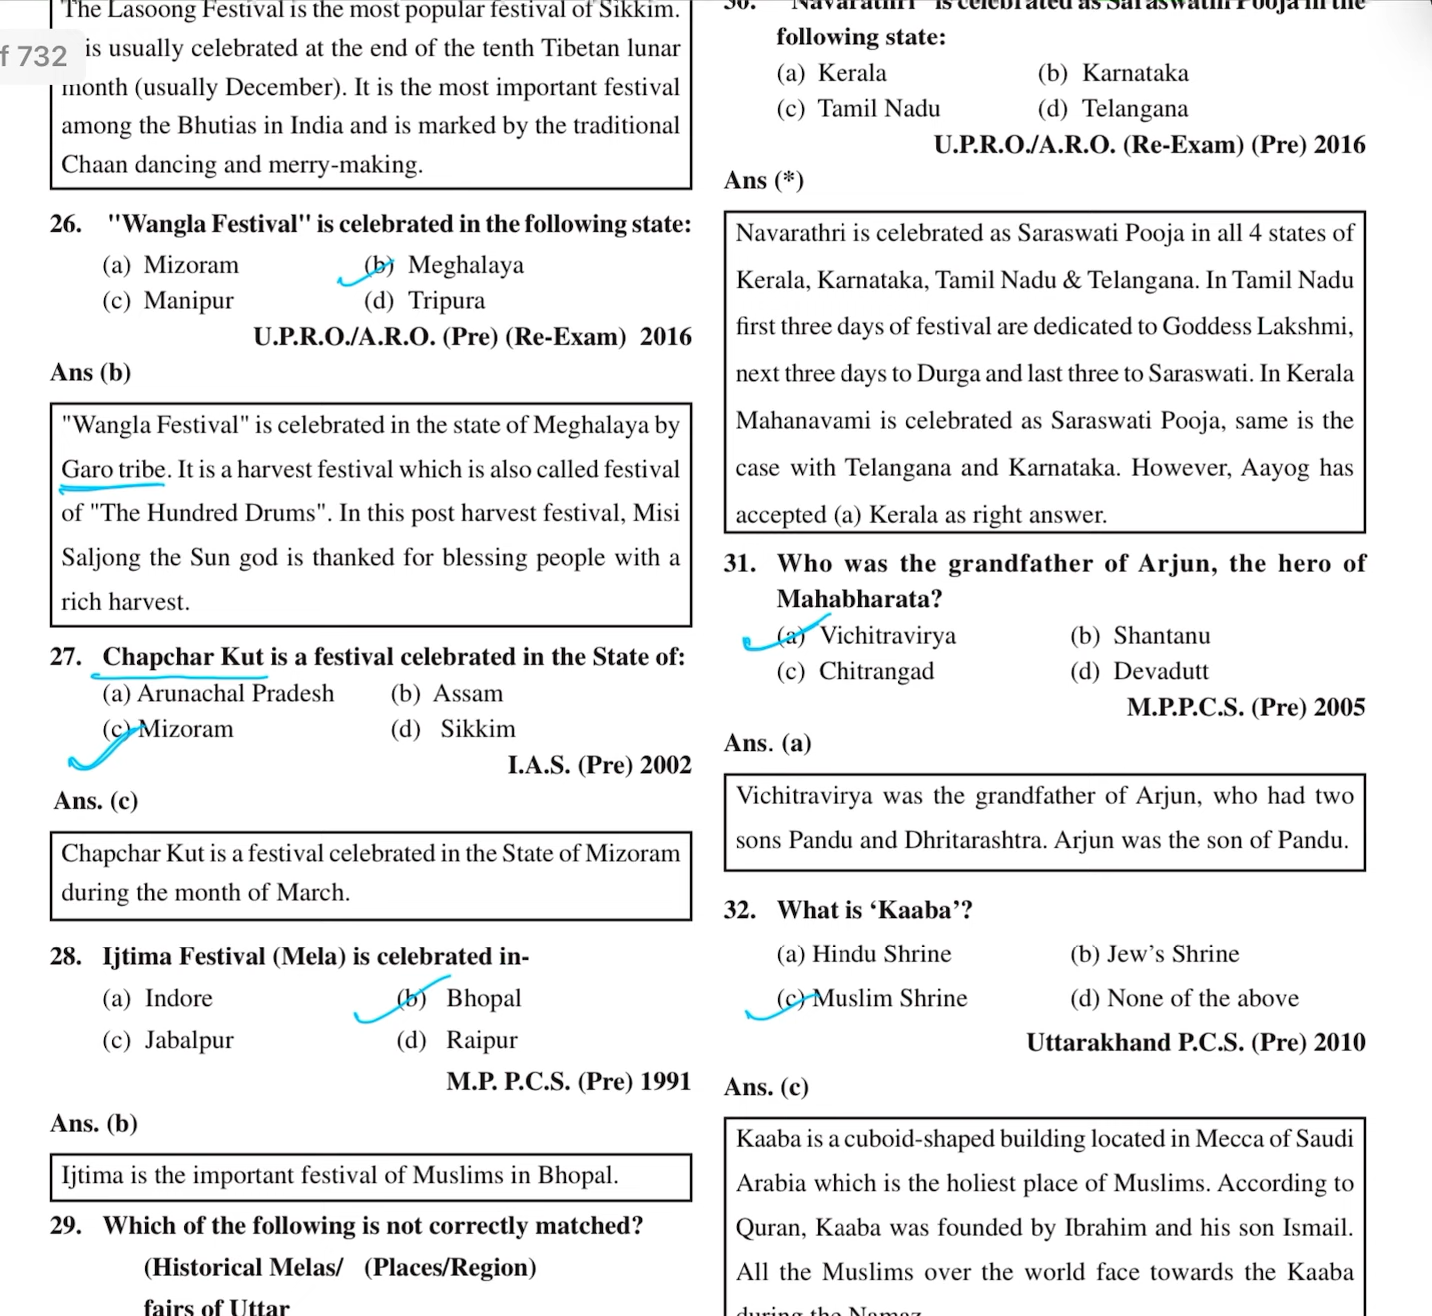 The Lasoong Festival is the most popular festival of Sikkim.
f 732
is usually celebrated at the end of the tenth Tibetan lunar
month (usually December). It is the most important festival
among the Bhutias in India and is marked by the traditional
Chaan dancing and merry-making.
26. "Wangla Festival" is celebrated in the following state:
(a) Mizoram (b) Meghalaya
(c) Manipur (d) Tripura
U.P.R.O./A.R.O. (Pre) (Re-Exam) 2016
Ans (b)
"Wangla Festival" is celebrated in the state of Meghalaya by
Garo tribe. It is a harvest festival which is also called festival
of "The Hundred Drums". In this post harvest festival, Misi
Saljong the Sun god is thanked for blessing people with a
rich harvest.
27. Chapchar Kut is a festival celebrated in the State of:
(a) Arunachal Pradesh (b) Assam
(c) Mizoram (d) Sikkim
I.A.S. (Pre) 2002
Ans. (c)
Chapchar Kut is a festival celebrated in the State of Mizoram
during the month of March.
28. Ijtima Festival (Mela) is celebrated in-
(a) Indore (b) Bhopal
(c) Jabalpur (d) Raipur
M.P. P.C.S. (Pre) 1991
Ans. (b)
Ijtima is the important festival of Muslims in Bhopal.
29. Which of the following is not correctly matched?
(Historical Melas/ (Places/Region)
fairs of Uttar
30. 'Navarathri' is celebrated as Saraswathi Pooja in the
following state:
(a) Kerala (b) Karnataka
(c) Tamil Nadu (d) Telangana
U.P.R.O./A.R.O. (Re-Exam) (Pre) 2016
Ans (*)
Navarathri is celebrated as Saraswati Pooja in all 4 states of
Kerala, Karnataka, Tamil Nadu & Telangana. In Tamil Nadu
first three days of festival are dedicated to Goddess Lakshmi,
next three days to Durga and last three to Saraswati. In Kerala
Mahanavami is celebrated as Saraswati Pooja, same is the
case with Telangana and Karnataka. However, Aayog has
accepted (a) Kerala as right answer.
31. Who was the grandfather of Arjun, the hero of
Mahabharata?
(a) Vichitravirya (b) Shantanu
(c) Chitrangad (d) Devadutt
M.P.P.C.S. (Pre) 2005
Ans. (a)
Vichitravirya was the grandfather of Arjun, who had two
sons Pandu and Dhritarashtra. Arjun was the son of Pandu.
32. What is ‘Kaaba’?
(a) Hindu Shrine (b) Jew’s Shrine
(c) Muslim Shrine (d) None of the above
Uttarakhand P.C.S. (Pre) 2010
Ans. (c)
Kaaba is a cuboid-shaped building located in Mecca of Saudi
Arabia which is the holiest place of Muslims. According to
Quran, Kaaba was founded by Ibrahim and his son Ismail.
All the Muslims over the world face towards the Kaaba
during the Namaz.